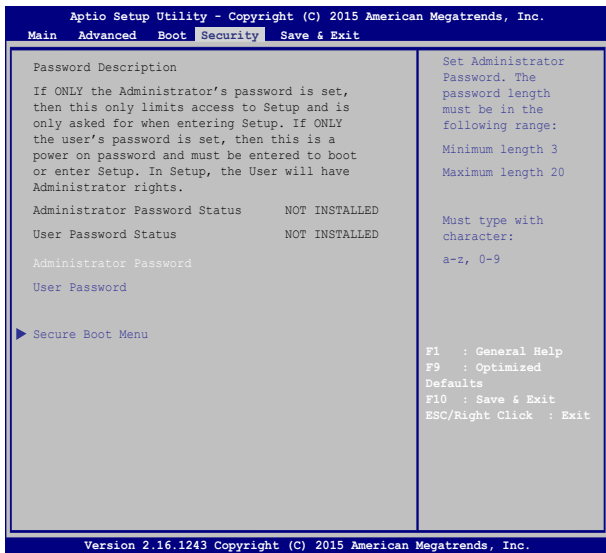 Aptio Setup Utility - Copyright (C) 2015 American Megatrends, Inc.
Main Advanced Boot Security Save & Exit
Password Description
If ONLY the Administrator's password is set,
then this only limits access to Setup and is
only asked for when entering Setup. If ONLY
the user's password is set, then this is a
power on password and must be entered to boot
or enter Setup. In Setup, the User will have
Administrator rights.
Administrator Password Status NOT INSTALLED
User Password Status NOT INSTALLED
Administrator Password
User Password
Secure Boot Menu
Set Administrator
Password. The
password length
must be in the
following range:
Minimum length 3
Maximum length 20
Must type with
character:
a-z, 0-9
F1 : General Help
F9 : Optimized
Defaults
F10 : Save & Exit
ESC/Right Click : Exit
Version 2.16.1243 Copyright (C) 2015 American Megatrends, Inc.